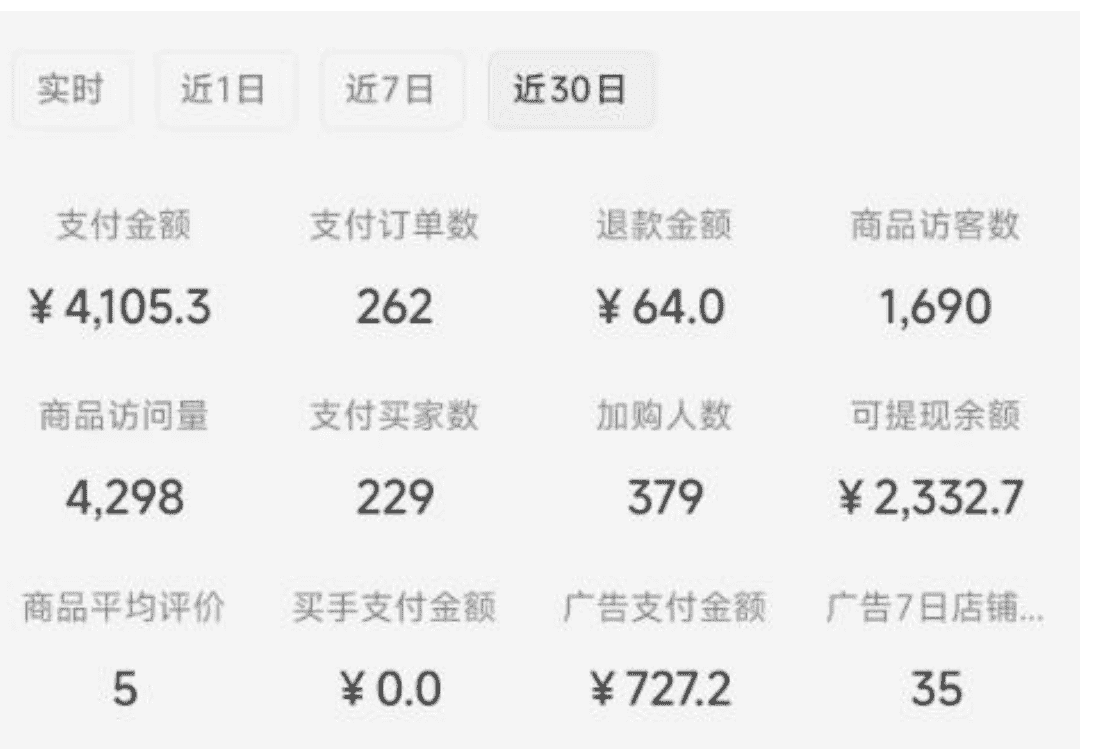 实时 近1日 近7日 近30日
支付金额 支付订单数 退款金额 商品访客数
¥4,105.3 262 ¥64.0 1,690
商品访问量 支付买家数 加购人数 可提现余额
4,298 229 379 ¥2,332.7
商品平均评价 买手支付金额 广告支付金额 广告7日店铺...
5 ¥0.0 ¥727.2 35